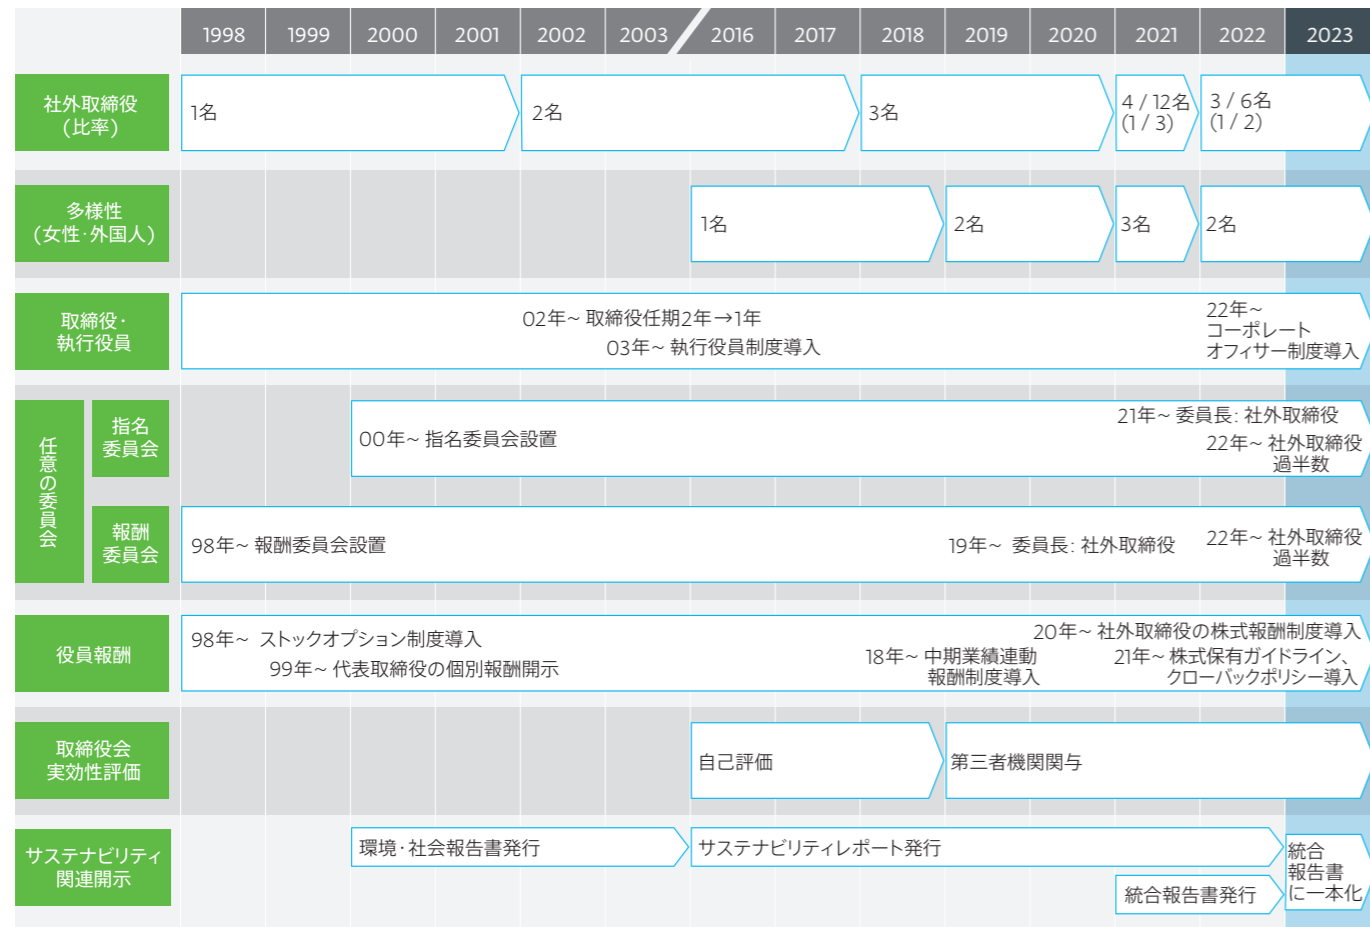 1998 1999 2000 2001 2002 2003 2016 2017 2018 2019 2020 2021 2022 2023
社外取締役
(比率)
1名
2名
3名
4 / 12名
(1 / 3)
3 / 6名
(1 / 2)
多様性
(女性・外国人)
1名
2名
3名
2名
取締役・
執行役員
02年~ 取締役任期2年→1年
03年~ 執行役員制度導入
22年~
コーポレート
オフィサー制度導入
任意の委員会
指名
委員会
00年~ 指名委員会設置
21年~ 委員長: 社外取締役
22年~ 社外取締役
過半数
報酬
委員会
98年~ 報酬委員会設置
19年~ 委員長: 社外取締役
22年~ 社外取締役
過半数
役員報酬
98年~ ストックオプション制度導入
99年~ 代表取締役の個別報酬開示
18年~ 中期業績連動
報酬制度導入
20年~ 社外取締役の株式報酬制度導入
21年~ 株式保有ガイドライン、
クローバックポリシー導入
取締役会
実効性評価
自己評価
第三者機関関与
サステナビリティ
関連開示
環境・社会報告書発行
サステナビリティレポート発行
統合報告書発行
統合
報告書
に一本化